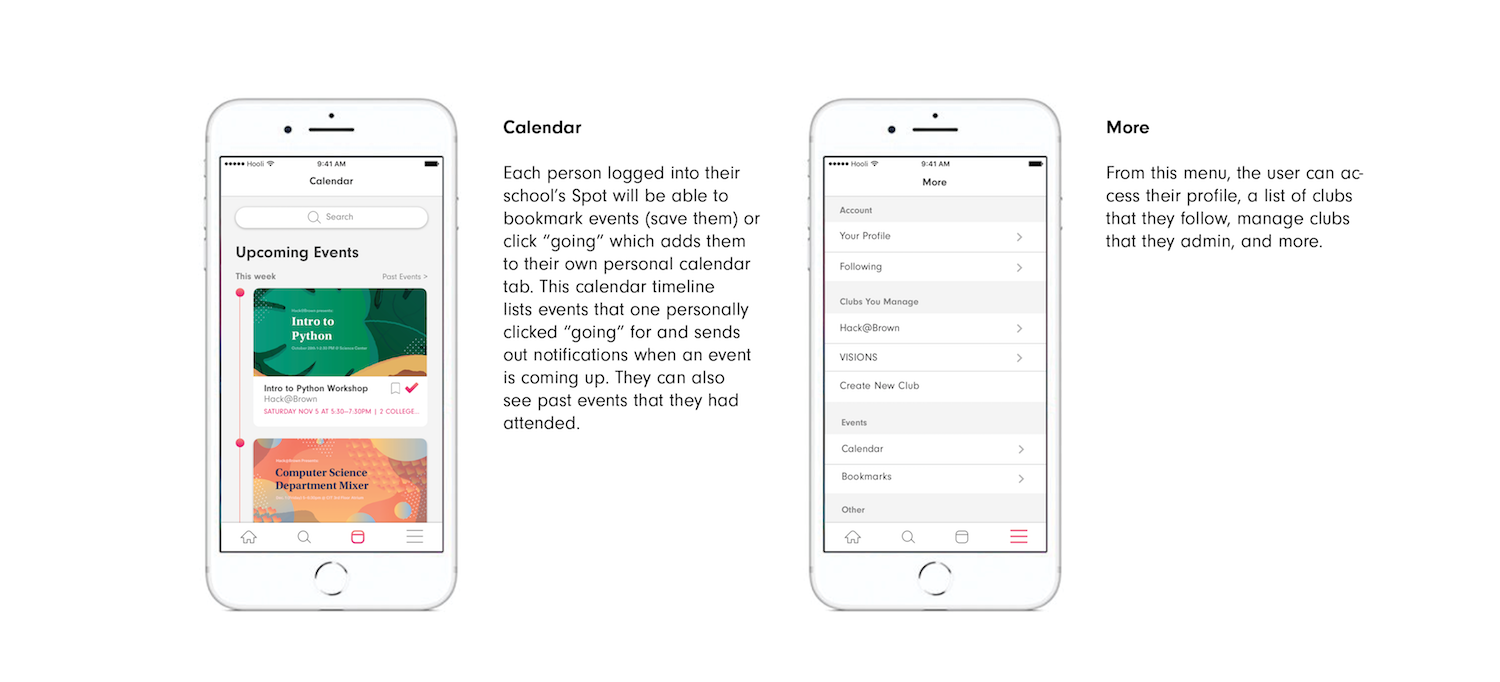 Hooli
9:41 AM
Calendar
Search
Upcoming Events
This week
Past Events >
Hack@Brown presents
Intro to
Python
Intro to Python Workshop
Hack@Brown
SATURDAY NOV 5 AT 5:30–7:30PM | 2 COLLEGE...
Computer Science
Department Mixer
Calendar
Each person logged into their
school’s Spot will be able to
bookmark events (save them) or
click “going” which adds them
to their own personal calendar
tab. This calendar timeline
lists events that one personally
clicked “going” for and sends
out notifications when an event
is coming up. They can also
see past events that they had
attended.
Hooli
9:41 AM
More
Account
Your Profile
Following
Clubs You Manage
Hack@Brown
VISIONS
Create New Club
Events
Calendar
Bookmarks
Other
More
From this menu, the user can ac-
cess their profile, a list of clubs
that they follow, manage clubs
that they admin, and more.